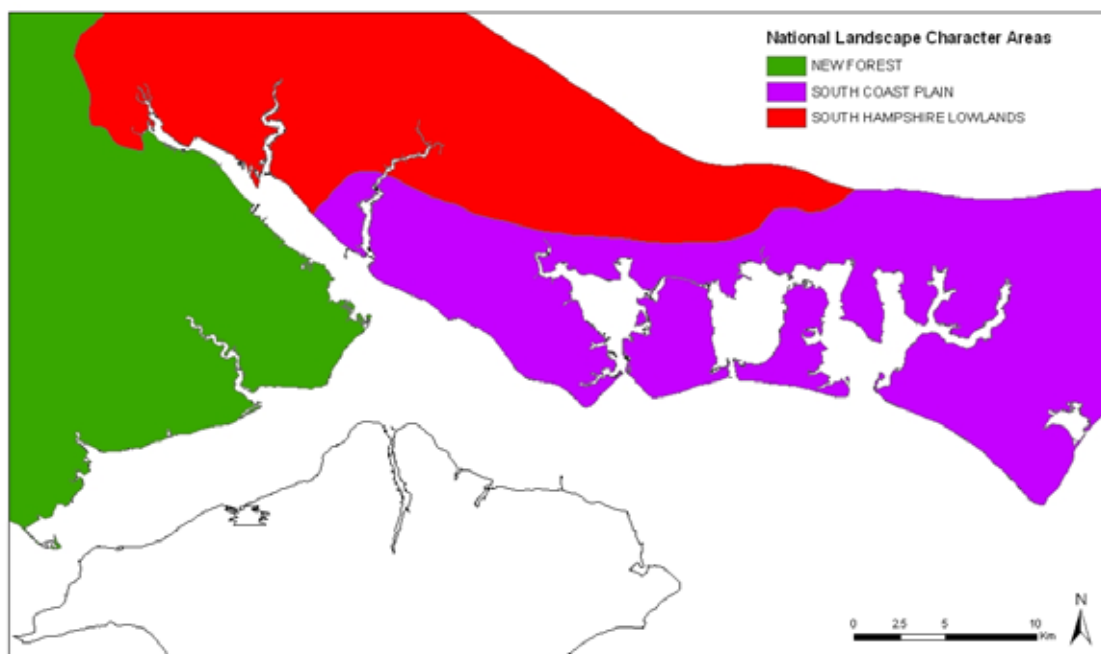 National Landscape Character Areas
NEW FOREST
SOUTH COAST PLAIN
SOUTH HAMPSHIRE LOWLANDS
N
0 2.5 5 10
Km